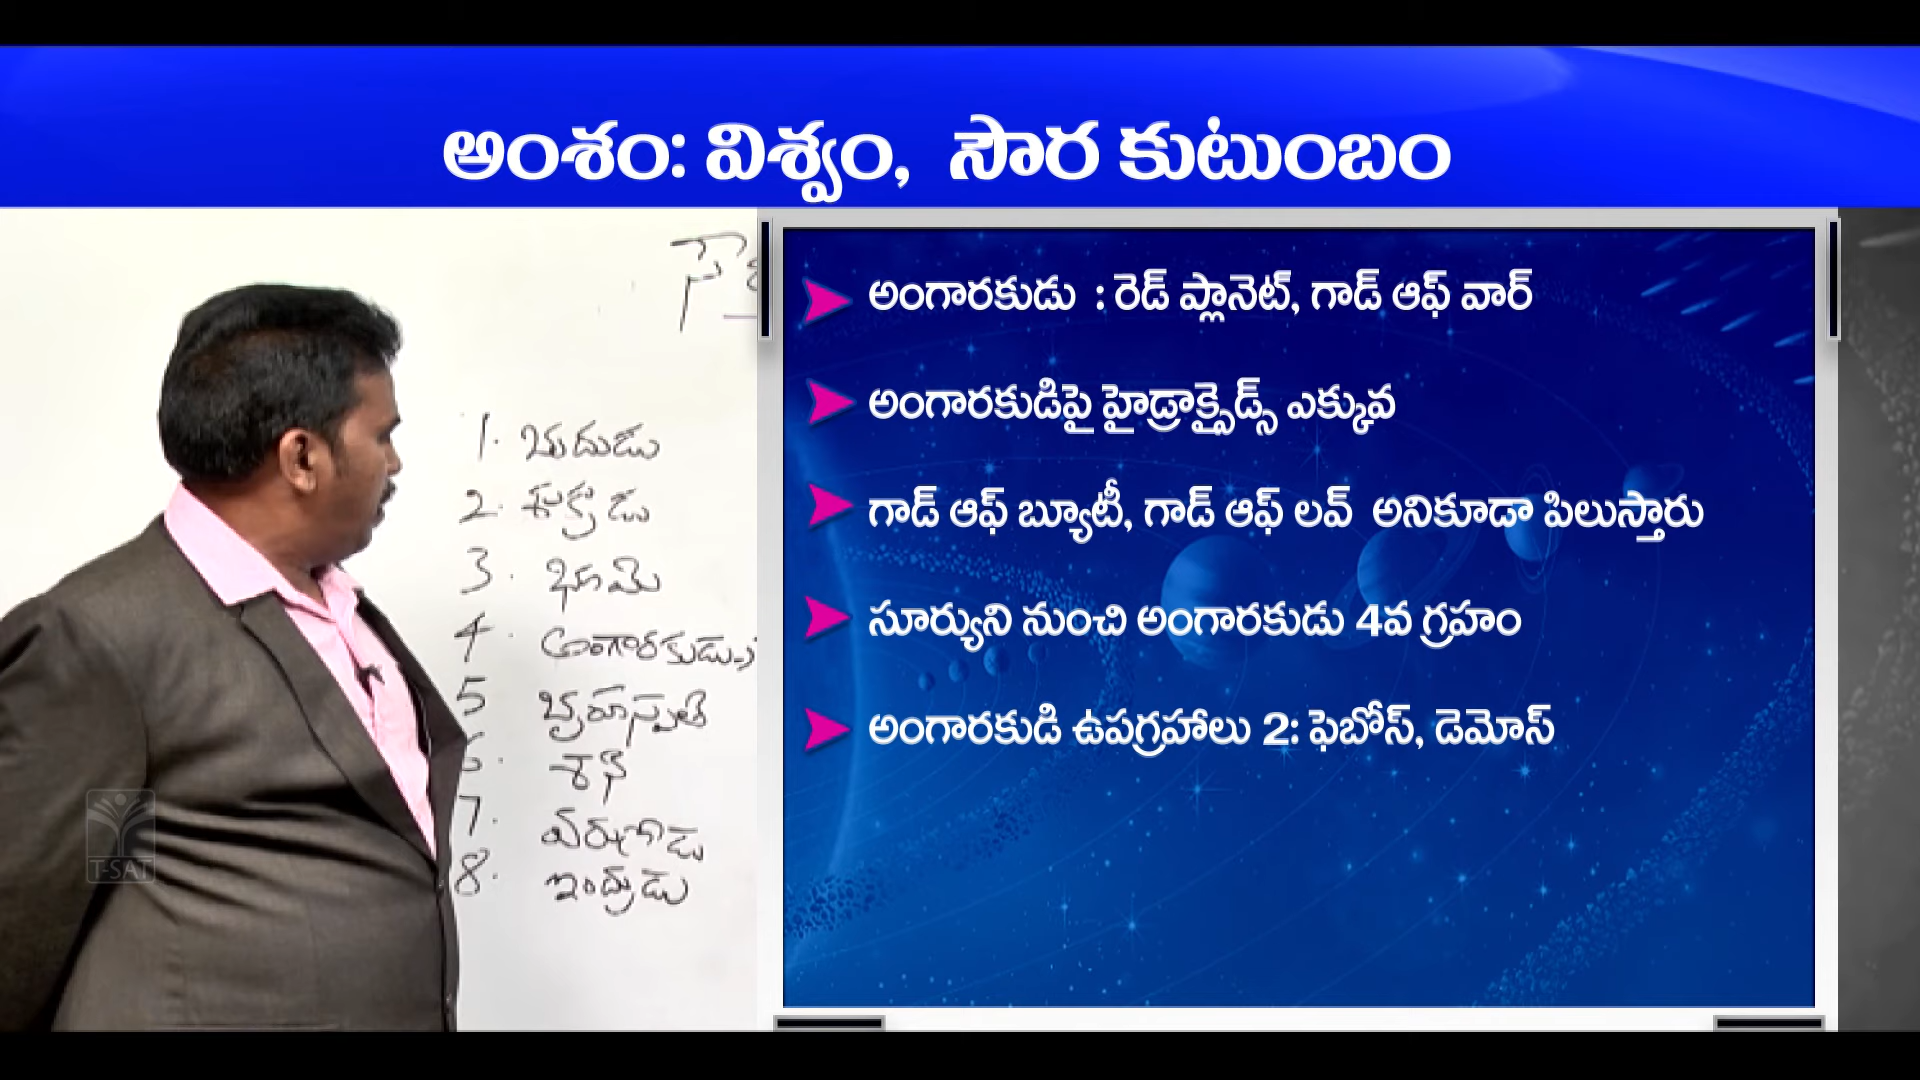 అంశం: విశ్వం, సౌర కుటుంబం
1. బుదుడు
2. శుక్రుడు
3. భూమి
4. అంగారకుడు
5 బృహస్పతి
6. శని
7. వరుణుడు
8. ఇంద్రుడు
అంగారకుడు : రెడ్ ప్లానెట్, గాడ్ ఆఫ్ వార్
అంగారకుడిపై హైడ్రాక్సైడ్స్ ఎక్కువ
గాడ్ ఆఫ్ బ్యూటీ, గాడ్ ఆఫ్ లవ్ అనికూడా పిలుస్తారు
సూర్యుని నుంచి అంగారకుడు 4వ గ్రహం
అంగారకుడి ఉపగ్రహాలు 2: ఫెబోస్, డెమోస్
T-SAT